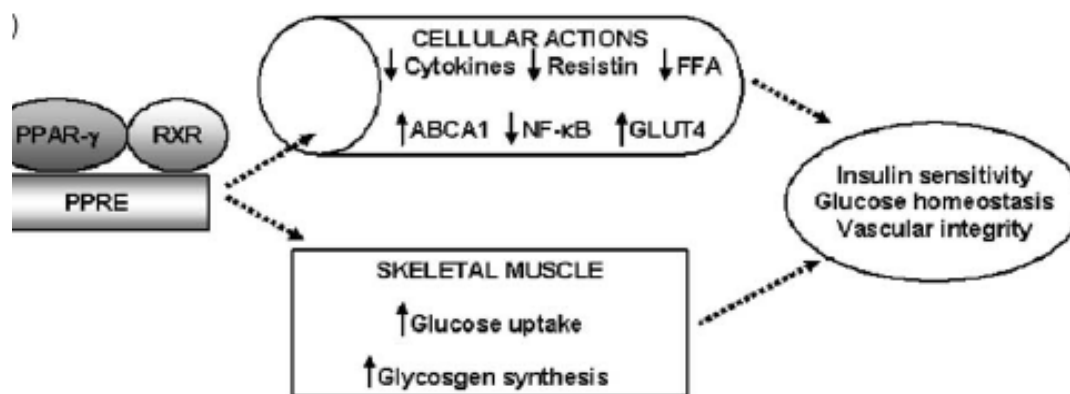 )
CELLULAR ACTIONS
↓Cytokines ↓Resistin ↓FFA
↑ABCA1 ↓NF-κB ↑GLUT4
PPAR-γ RXR
PPRE
Insulin sensitivity
Glucose homeostasis
Vascular integrity
SKELETAL MUSCLE
↑Glucose uptake
↑Glycosgen synthesis